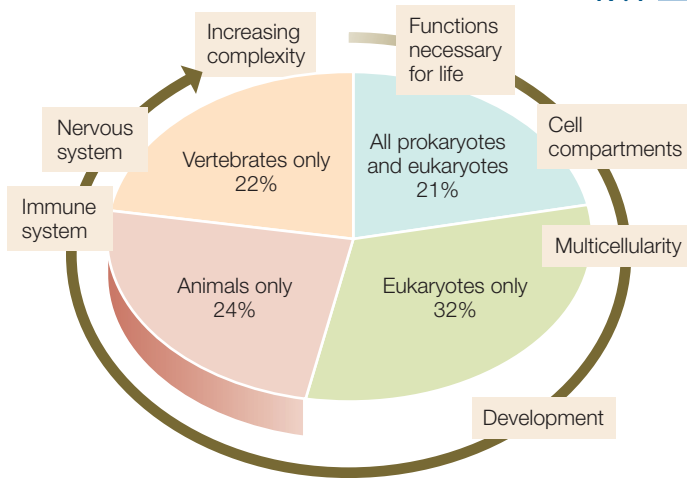 Increasing
complexity
Functions
necessary
for life
Nervous
system
Cell
compartments
Vertebrates only
22%
All prokaryotes
and eukaryotes
21%
Immune
system
Multicellularity
Animals only
24%
Eukaryotes only
32%
Development